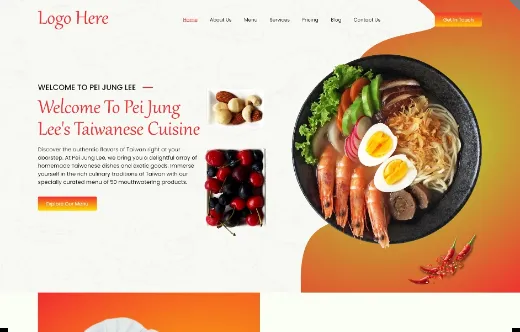 Logo Here
Home About Us Menu Services Pricing Blog Contact Us
Get In Touch
WELCOME TO PEI JUNG LEE
Welcome To Pei Jung
Lee's Taiwanese Cuisine
Discover the authentic flavors of Taiwan right at your
doorstep. At Pei Jung Lee, we bring you a delightful array of
homemade Taiwanese dishes and exotic goods. Immerse
yourself in the rich culinary traditions of Taiwan with our
specially curated menu of 50 mouthwatering products.
Explore Our Menu